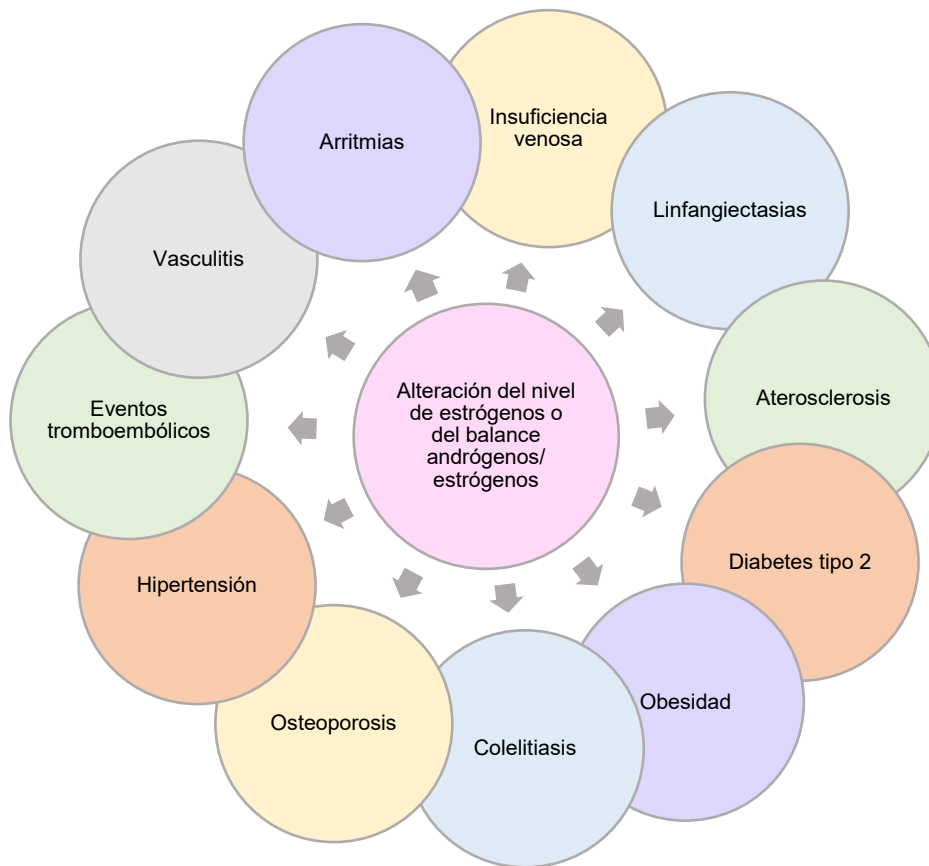 Insuficiencia
venosa
Arritmias
Linfangiectasias
Vasculitis
Alteración del nivel
de estrógenos o
del balance
andrógenos/
estrógenos
Aterosclerosis
Eventos
tromboembólicos
Diabetes tipo 2
Hipertensión
Obesidad
Osteoporosis
Colelitiasis